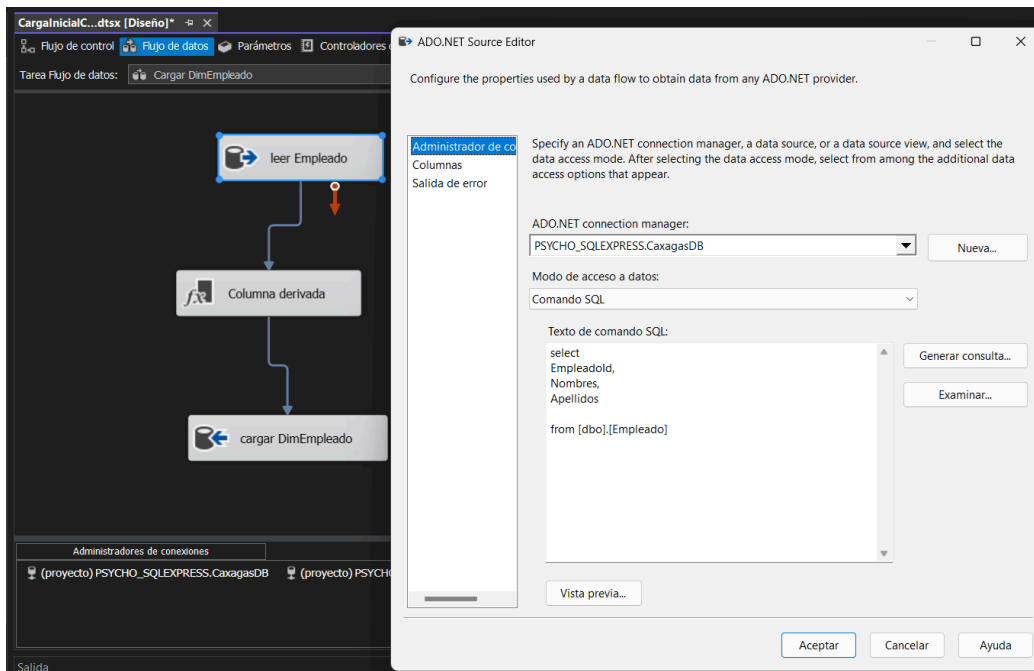 CargaInicialC...dtsx [Diseño]*
Flujo de control Flujo de datos Parámetros Controladores
Tarea Flujo de datos: Cargar DimEmpleado
leer Empleado
Columna derivada
cargar DimEmpleado
Administradores de conexiones
(proyecto) PSYCHO_SQLEXPRESS.CaxagasDB (proyecto)
Salida
ADO.NET Source Editor
Configure the properties used by a data flow to obtain data from any ADO.NET provider.
Administrador de co
Columnas
Salida de error
Specify an ADO.NET connection manager, a data source, or a data source view, and select the
data access mode. After selecting the data access mode, select from among the additional data
access options that appear.
ADO.NET connection manager:
PSYCHO_SQLEXPRESS.CaxagasDB
Nueva...
Modo de acceso a datos:
Comando SQL
Texto de comando SQL:
select
EmpleadoId,
Nombres,
Apellidos
from [dbo].[Empleado]
Generar consulta...
Examinar...
Vista previa...
Aceptar Cancelar Ayuda